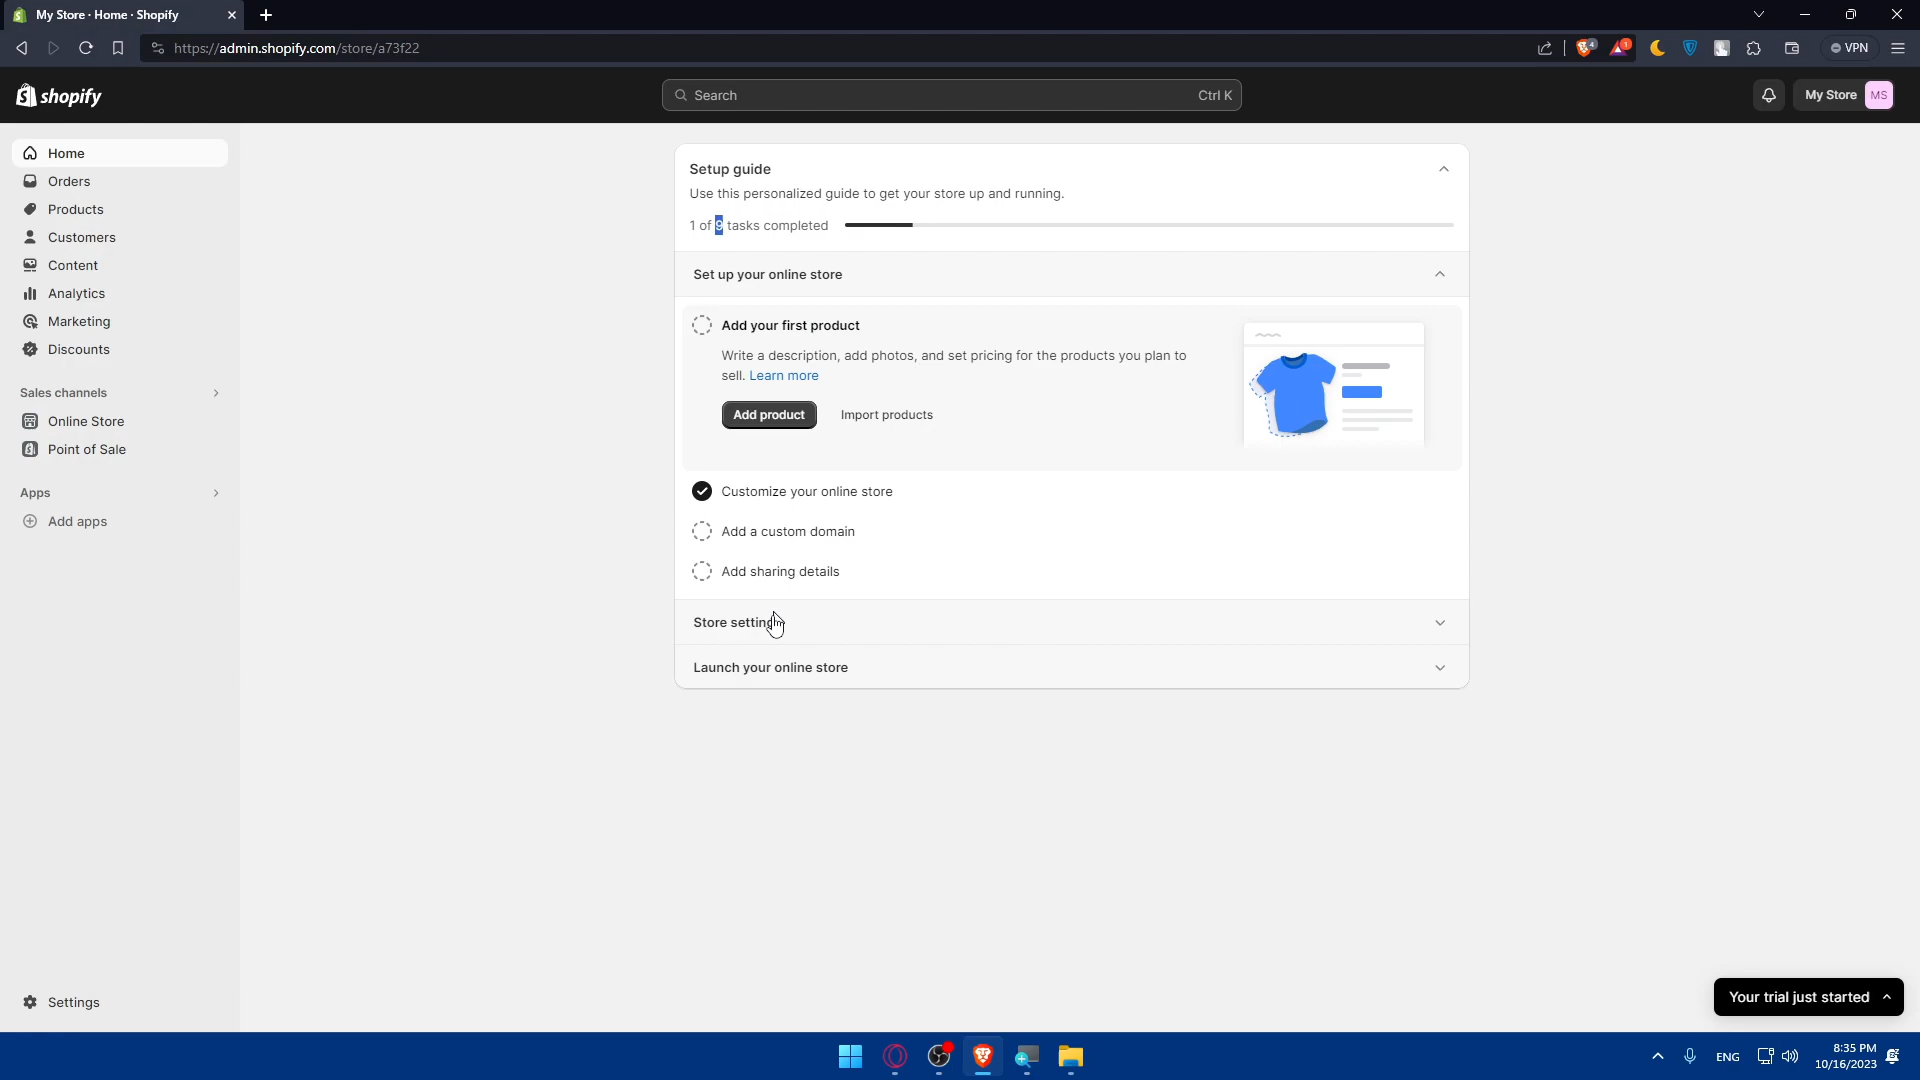 My Store · Home · Shopify
https://admin.shopify.com/store/a73f22
4
1
VPN
shopify
Search
Ctrl K
My Store
MS
Home
Orders
Products
Customers
Content
Analytics
Marketing
Discounts
Sales channels
Online Store
Point of Sale
Apps
Add apps
Settings
Setup guide
Use this personalized guide to get your store up and running.
1 of 9 tasks completed
Set up your online store
Add your first product
Write a description, add photos, and set pricing for the products you plan to
sell. Learn more
Add product
Import products
Customize your online store
Add a custom domain
Add sharing details
Store settings
Launch your online store
Your trial just started
ENG
8:35 PM
10/16/2023